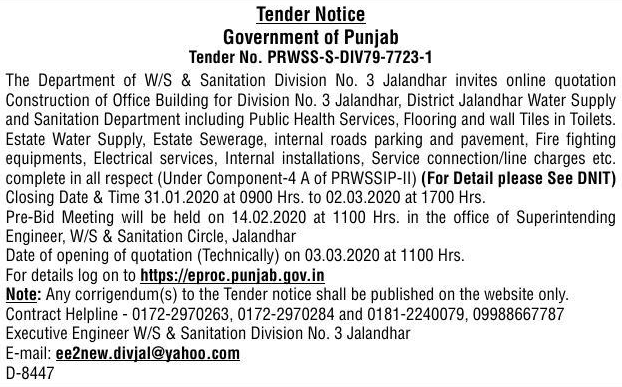 Tender Notice
Government of Punjab
Tender No. PRWSS-S-DIV79-7723-1
The Department of W/S & Sanitation Division No. 3 Jalandhar invites online quotation
Construction of Office Building for Division No. 3 Jalandhar, District Jalandhar Water Supply
and Sanitation Department including Public Health Services, Flooring and wall Tiles in Toilets.
Estate Water Supply, Estate Sewerage, internal roads parking and pavement, Fire fighting
equipments, Electrical services, Internal installations, Service connection/line charges etc.
complete in all respect (Under Component-4 A of PRWSSIP-II) (For Detail please See DNIT)
Closing Date & Time 31.01.2020 at 0900 Hrs. to 02.03.2020 at 1700 Hrs.
Pre-Bid Meeting will be held on 14.02.2020 at 1100 Hrs. in the office of Superintending
Engineer, W/S & Sanitation Circle, Jalandhar
Date of opening of quotation (Technically) on 03.03.2020 at 1100 Hrs.
For details log on to https://eproc.punjab.gov.in
Note: Any corrigendum(s) to the Tender notice shall be published on the website only.
Contract Helpline - 0172-2970263, 0172-2970284 and 0181-2240079, 09988667787
Executive Engineer W/S & Sanitation Division No. 3 Jalandhar
E-mail: ee2new.divjal@yahoo.com
D-8447